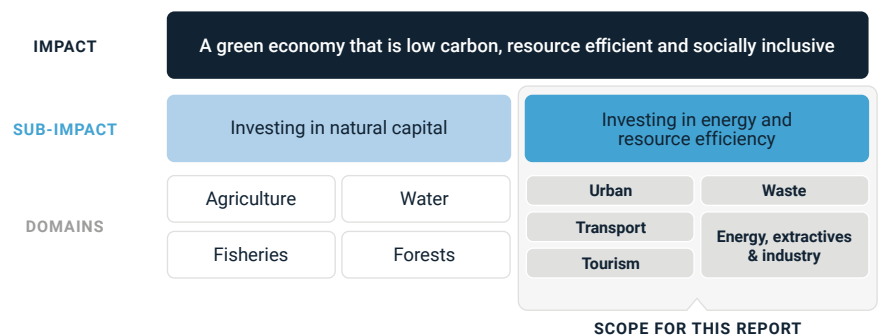 IMPACT
A green economy that is low carbon, resource efficient and socially inclusive
SUB-IMPACT
Investing in natural capital
Investing in energy and
resource efficiency
DOMAINS
Agriculture
Water
Fisheries
Forests
Urban
Waste
Transport
Energy, extractives
& industry
Tourism
SCOPE FOR THIS REPORT